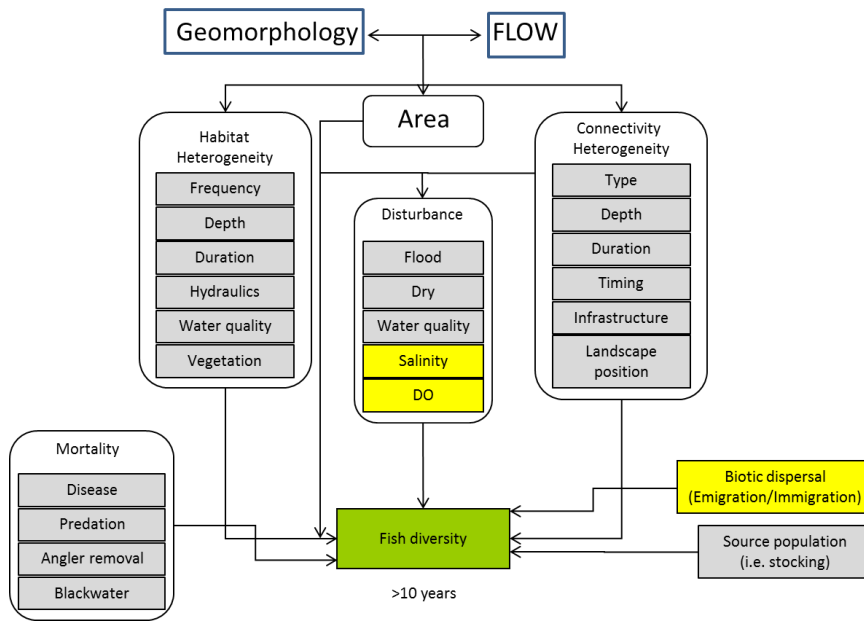 Geomorphology
FLOW
Area
Habitat
Heterogeneity
Frequency
Depth
Duration
Hydraulics
Water quality
Vegetation
Disturbance
Flood
Dry
Water quality
Salinity
DO
Connectivity
Heterogeneity
Type
Depth
Duration
Timing
Infrastructure
Landscape
position
Mortality
Disease
Predation
Angler removal
Blackwater
Fish diversity
>10 years
Biotic dispersal
(Emigration/Immigration)
Source population
(i.e. stocking)